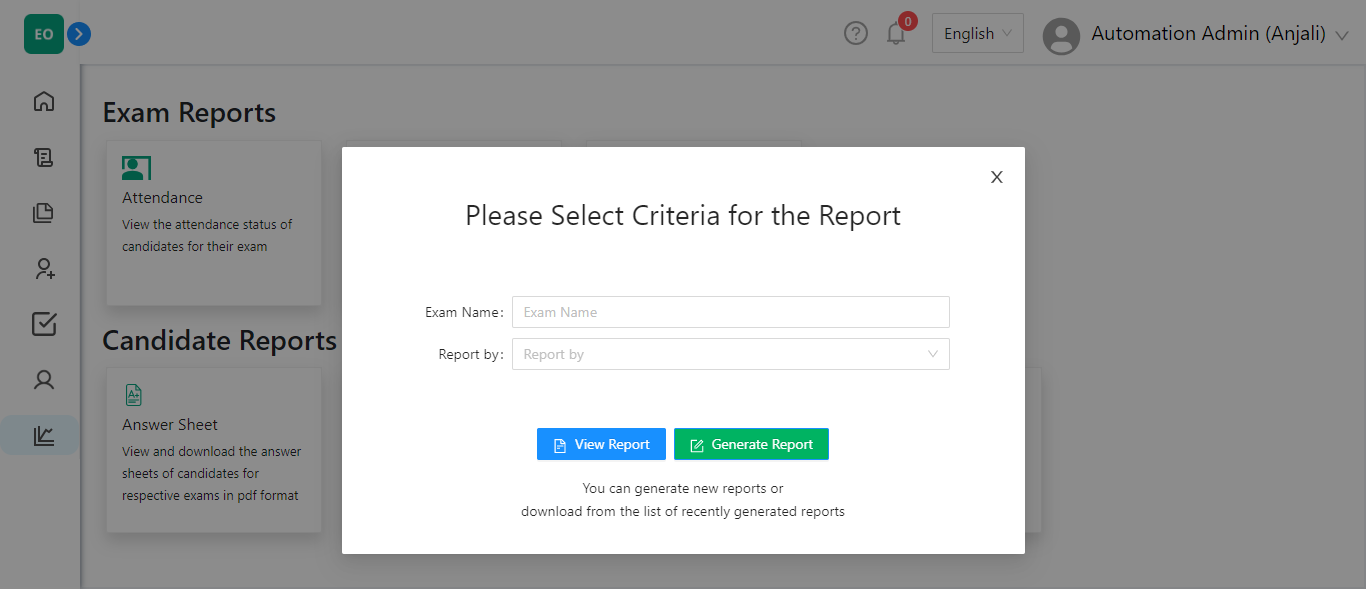 EO
0
English
Automation Admin (Anjali)
Exam Reports
Attendance
View the attendance status of
candidates for their exam
Candidate Reports
Answer Sheet
View and download the answer
sheets of candidates for
respective exams in pdf format
X
Please Select Criteria for the Report
Exam Name: Exam Name
Report by: Report by
View Report Generate Report
You can generate new reports or
download from the list of recently generated reports